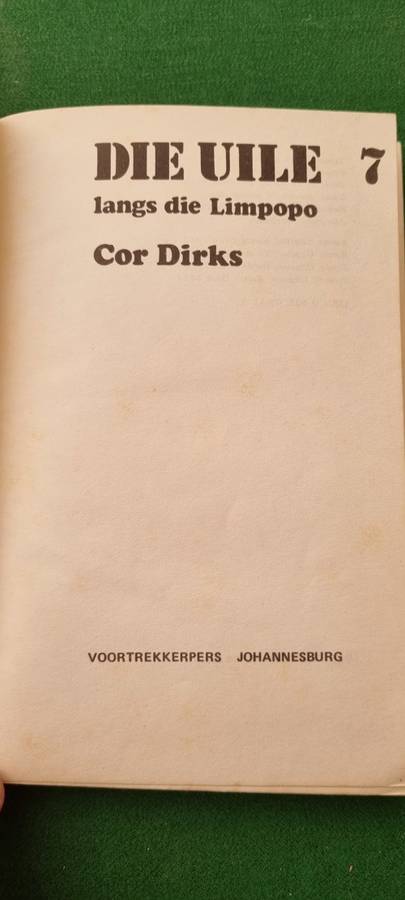 DIE UILE 7
langs die Limpopo
Cor Dirks
VOORTREKKERPERS JOHANNESBURG